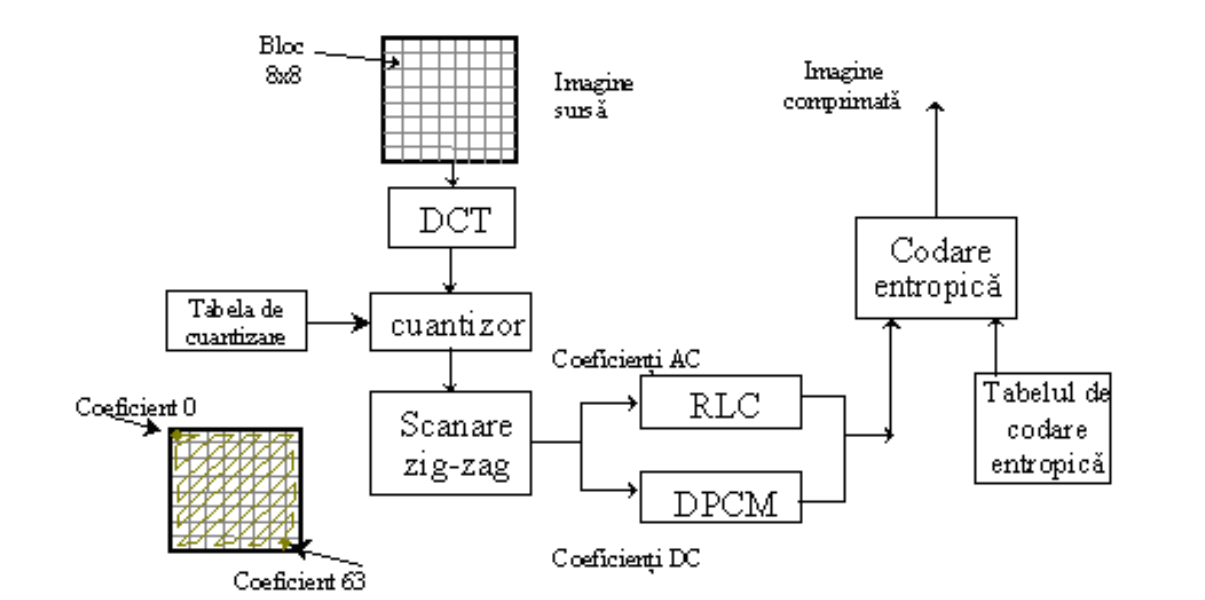 Bloc
8x8
Imagine
sursă
Imagine
comprimată
DCT
Codare
entropică
Tabela de
cuantizare
cuantizor
Coeficienți AC
RLC
Tabelul de
codare
entropică
Coeficient 0
Scanare
zig-zag
DPCM
Coeficienți DC
Coeficient 63